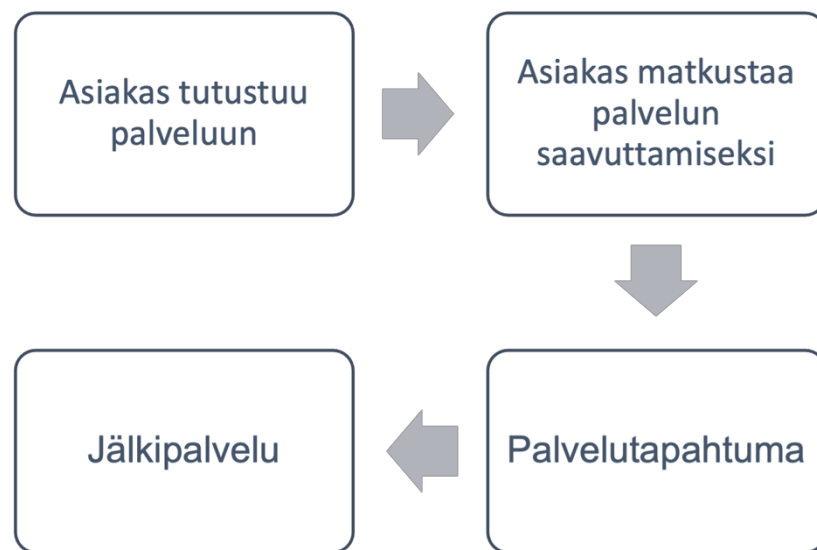 Asiakas tutustuu
palveluun
Asiakas matkustaa
palvelun
saavuttamiseksi
Palvelutapahtuma
Jälkipalvelu